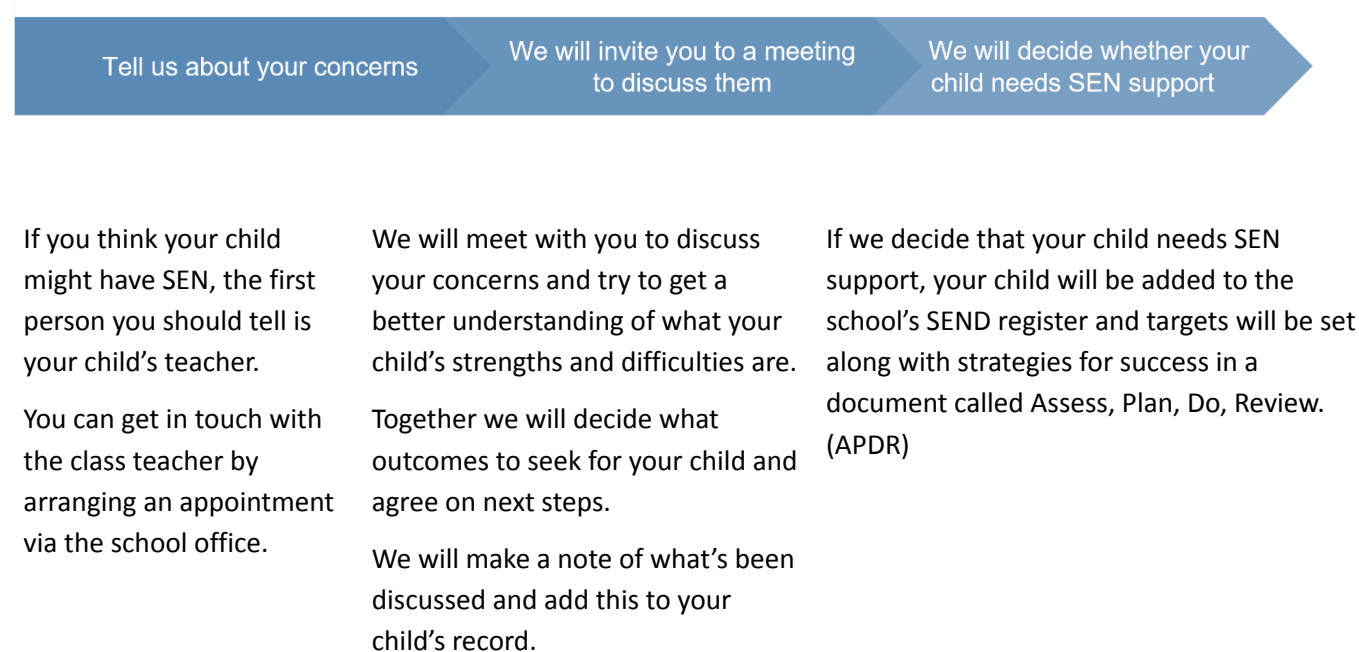 Tell us about your concerns
We will invite you to a meeting
to discuss them
We will decide whether your
child needs SEN support
If you think your child
might have SEN, the first
person you should tell is
your child’s teacher.
You can get in touch with
the class teacher by
arranging an appointment
via the school office.
We will meet with you to discuss
your concerns and try to get a
better understanding of what your
child’s strengths and difficulties are.
Together we will decide what
outcomes to seek for your child and
agree on next steps.
We will make a note of what’s been
discussed and add this to your
child’s record.
If we decide that your child needs SEN
support, your child will be added to the
school’s SEND register and targets will be set
along with strategies for success in a
document called Assess, Plan, Do, Review.
(APDR)